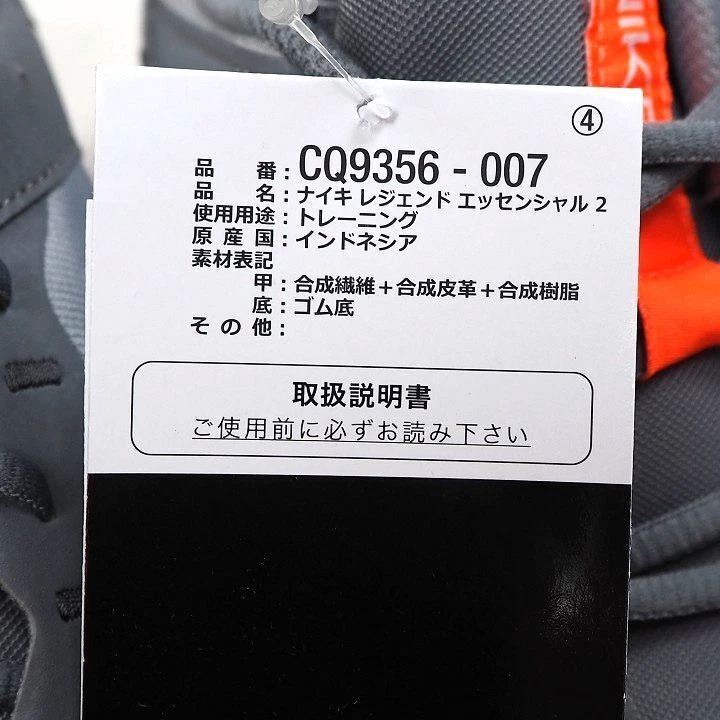 ④
品番：CQ9356 - 007
品名：ナイキ レジェンド エッセンシャル 2
使用用途：トレーニング
原産国：インドネシア
素材表記
甲：合成繊維＋合成皮革＋合成樹脂
底：ゴム底
その他：
取扱説明書
ご使用前に必ずお読み下さい